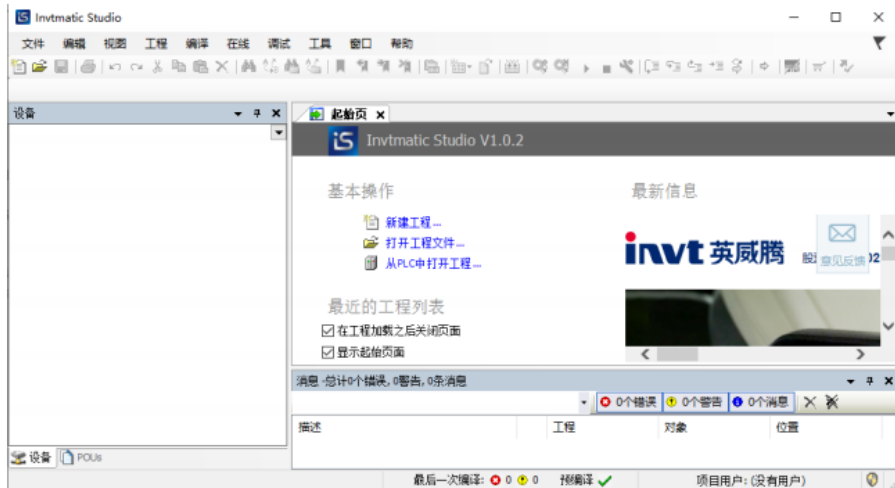 Invtmatic Studio
文件 编辑 视图 工程 编译 在线 调试 工具 窗口 帮助
设备
起始页
Invtmatic Studio V1.0.2
基本操作
新建工程...
打开工程文件...
从PLC中打开工程...
最近的工程列表
在工程加载之后关闭页面
显示起始页面
最新信息
invt 英威腾
意见反馈
消息 -总计0个错误, 0警告, 0条消息
0个错误 0个警告 0个消息
描述 工程 对象 位置
设备 POUs
最后一次编译: 0 0 预编译 项目用户: (没有用户)